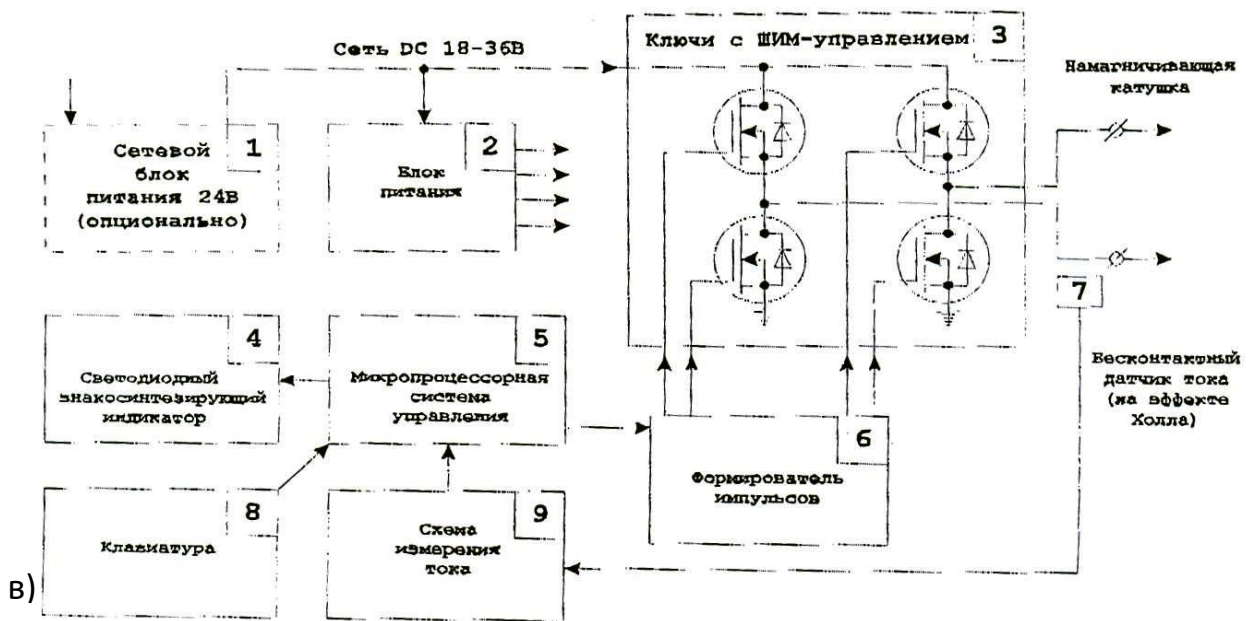 Сеть DC 18-36В
Ключи с ШИМ-управлением
3
Намагничивающая
катушка
1
Сетевой
блок
питания 24В
(опционально)
2
Блок
питания
7
Бесконтактный
датчик тока
(на эффекте
Холла)
4
Светодиодный
знакосинтезирующий
индикатор
5
Микропроцессорная
система
управления
6
Формирователь
импульсов
8
Клавиатура
9
Схема
измерения
тока
в)